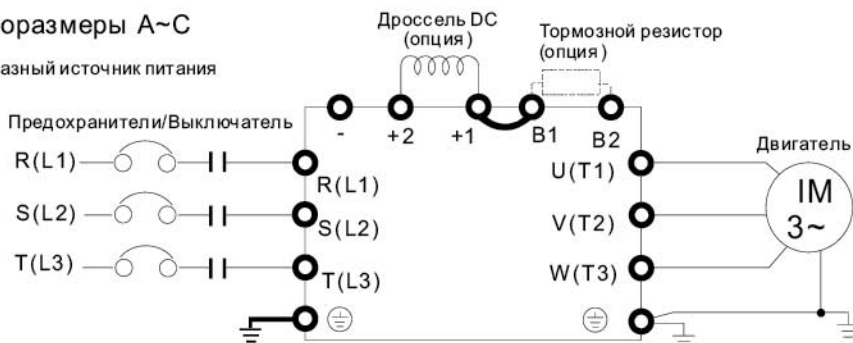 оразмеры A~C
азный источник питания
Дроссель DC
(опция)
Тормозной резистор
(опция)
Предохранители/Выключатель
- +2 +1 B1 B2
Двигатель
R(L1) R(L1) U(T1)
IM
3~
S(L2) S(L2) V(T2)
T(L3) T(L3) W(T3)